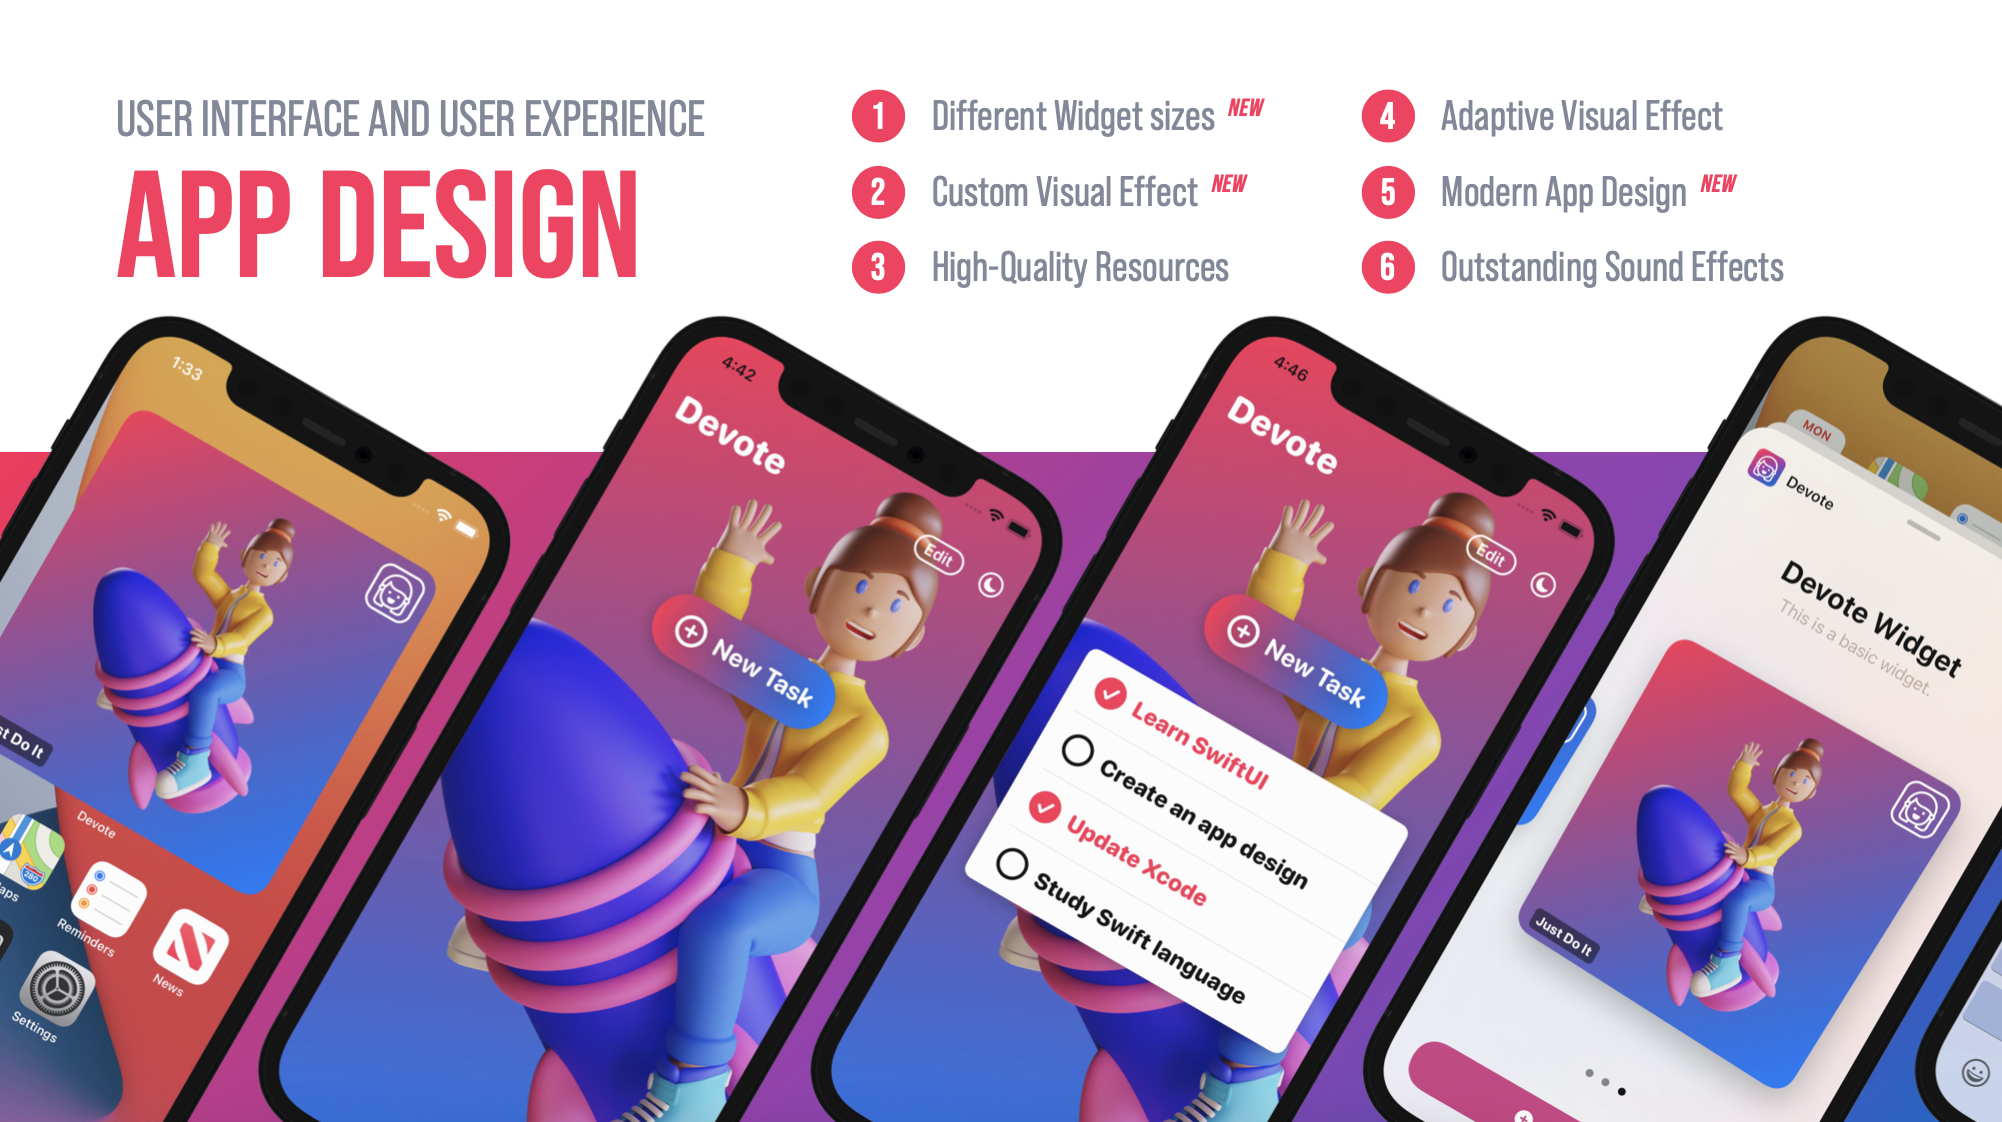 USER INTERFACE AND USER EXPERIENCE
APP DESIGN
1 Different Widget sizes NEW
2 Custom Visual Effect NEW
3 High-Quality Resources
4 Adaptive Visual Effect
5 Modern App Design NEW
6 Outstanding Sound Effects
1:33
Just Do It
Devote
280
Reminders
News
Settings
4:42
Devote
Edit
New Task
4:46
Devote
Edit
New Task
Learn SwiftUI
Create an app design
Update Xcode
Study Swift language
MON
Devote
Devote Widget
This is a basic widget.
Just Do It